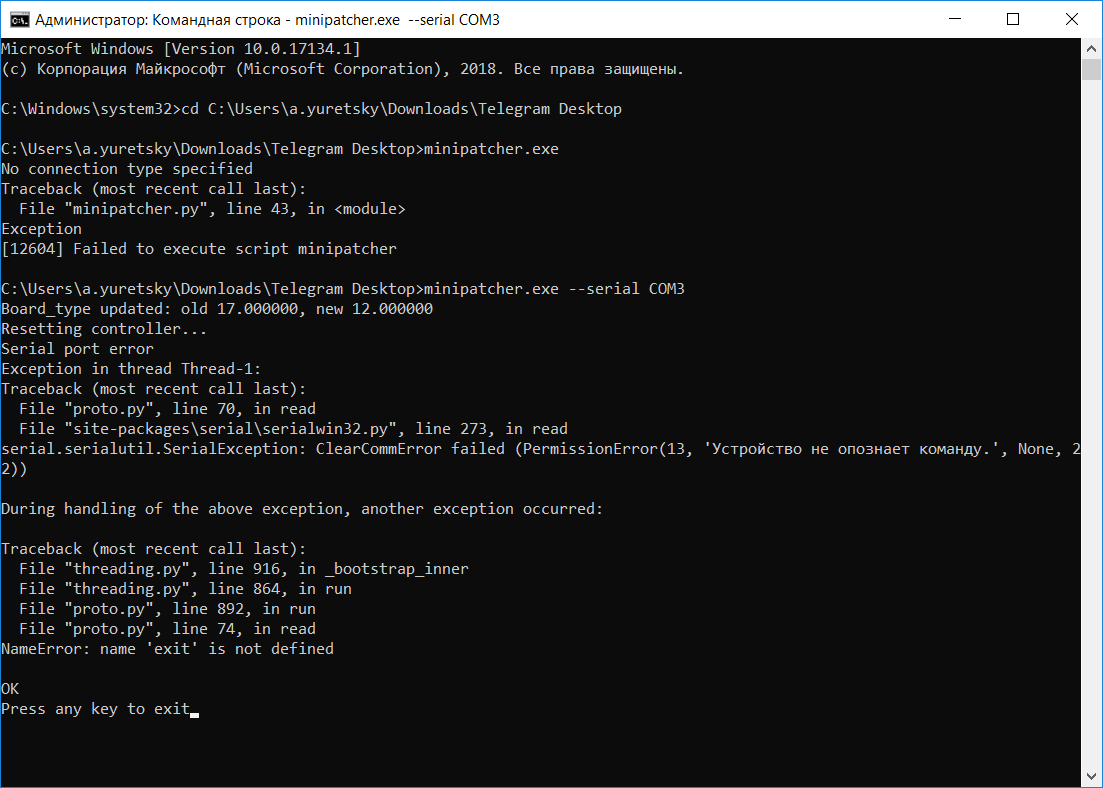 Администратор: Командная строка - minipatcher.exe  --serial COM3
Microsoft Windows [Version 10.0.17134.1]
(c) Корпорация Майкрософт (Microsoft Corporation), 2018. Все права защищены.
C:\Windows\system32>cd C:\Users\a.yuretsky\Downloads\Telegram Desktop
C:\Users\a.yuretsky\Downloads\Telegram Desktop>minipatcher.exe
No connection type specified
Traceback (most recent call last):
  File "minipatcher.py", line 43, in <module>
Exception
[12604] Failed to execute script minipatcher
C:\Users\a.yuretsky\Downloads\Telegram Desktop>minipatcher.exe --serial COM3
Board_type updated: old 17.000000, new 12.000000
Resetting controller...
Serial port error
Exception in thread Thread-1:
Traceback (most recent call last):
  File "proto.py", line 70, in read
  File "site-packages\serial\serialwin32.py", line 273, in read
serial.serialutil.SerialException: ClearCommError failed (PermissionError(13, 'Устройство не опознает команду.', None, 2
2))
During handling of the above exception, another exception occurred:
Traceback (most recent call last):
  File "threading.py", line 916, in _bootstrap_inner
  File "threading.py", line 864, in run
  File "proto.py", line 892, in run
  File "proto.py", line 74, in read
NameError: name 'exit' is not defined
OK
Press any key to exit